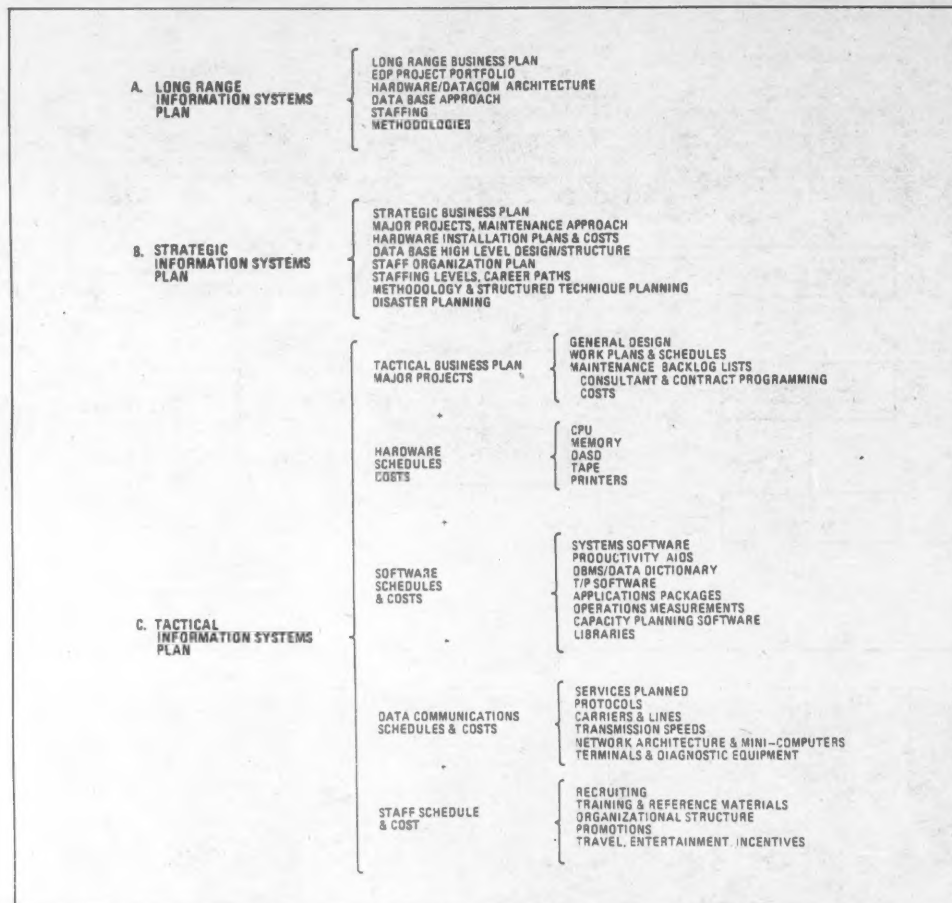 A. LONG RANGE
INFORMATION SYSTEMS
PLAN
LONG RANGE BUSINESS PLAN
EDP PROJECT PORTFOLIO
HARDWARE/DATACOM ARCHITECTURE
DATA BASE APPROACH
STAFFING
METHODOLOGIES
B. STRATEGIC
INFORMATION SYSTEMS
PLAN
STRATEGIC BUSINESS PLAN
MAJOR PROJECTS, MAINTENANCE APPROACH
HARDWARE INSTALLATION PLANS & COSTS
DATA BASE HIGH LEVEL DESIGN/STRUCTURE
STAFF ORGANIZATION PLAN
STAFFING LEVELS, CAREER PATHS
METHODOLOGY & STRUCTURED TECHNIQUE PLANNING
DISASTER PLANNING
C. TACTICAL
INFORMATION SYSTEMS
PLAN
TACTICAL BUSINESS PLAN
MAJOR PROJECTS
GENERAL DESIGN
WORK PLANS & SCHEDULES
MAINTENANCE BACKLOG LISTS
CONSULTANT & CONTRACT PROGRAMMING
COSTS
+
HARDWARE
SCHEDULES
COSTS
CPU
MEMORY
DASD
TAPE
PRINTERS
+
SOFTWARE
SCHEDULES
& COSTS
SYSTEMS SOFTWARE
PRODUCTIVITY AIDS
DBMS/DATA DICTIONARY
T/P SOFTWARE
APPLICATIONS PACKAGES
OPERATIONS MEASUREMENTS
CAPACITY PLANNING SOFTWARE
LIBRARIES
-
DATA COMMUNICATIONS
SCHEDULES & COSTS
SERVICES PLANNED
PROTOCOLS
CARRIERS & LINES
TRANSMISSION SPEEDS
NETWORK ARCHITECTURE & MINI-COMPUTERS
TERMINALS & DIAGNOSTIC EQUIPMENT
+
STAFF SCHEDULE
& COST
RECRUITING
TRAINING & REFERENCE MATERIALS
ORGANIZATIONAL STRUCTURE
PROMOTIONS
TRAVEL, ENTERTAINMENT, INCENTIVES